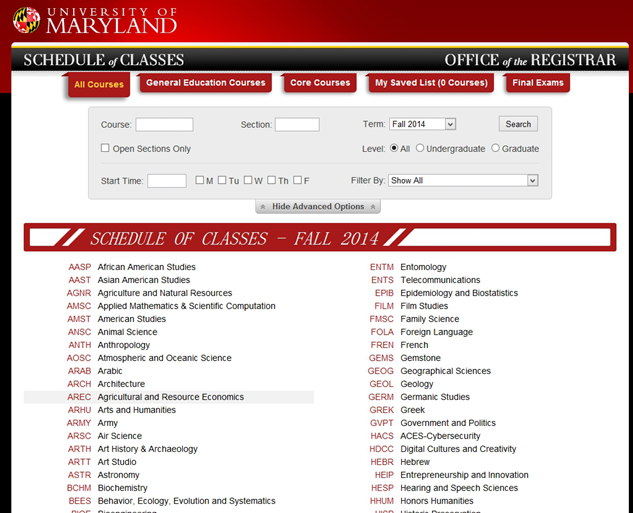 UNIVERSITY OF
MARYLAND
SCHEDULE of CLASSES
OFFICE of the REGISTRAR
All Courses
General Education Courses
Core Courses
My Saved List (0 Courses)
Final Exams
Course:
Section:
Term: Fall 2014
Search
Open Sections Only
Level: All Undergraduate Graduate
Start Time: M Tu W Th F
Filter By: Show All
Hide Advanced Options
SCHEDULE OF CLASSES - FALL 2014
AASP African American Studies
AAST Asian American Studies
AGNR Agriculture and Natural Resources
AMSC Applied Mathematics & Scientific Computation
AMST American Studies
ANSC Animal Science
ANTH Anthropology
AOSC Atmospheric and Oceanic Science
ARAB Arabic
ARCH Architecture
AREC Agricultural and Resource Economics
ARHU Arts and Humanities
ARMY Army
ARSC Air Science
ARTH Art History & Archaeology
ARTT Art Studio
ASTR Astronomy
BCHM Biochemistry
BEES Behavior, Ecology, Evolution and Systematics
BIOE Bioengineering
ENTM Entomology
ENTS Telecommunications
EPIB Epidemiology and Biostatistics
FILM Film Studies
FMSC Family Science
FOLA Foreign Language
FREN French
GEMS Gemstone
GEOG Geographical Sciences
GEOL Geology
GERM Germanic Studies
GREK Greek
GVPT Government and Politics
HACS ACES-Cybersecurity
HDCC Digital Cultures and Creativity
HEBR Hebrew
HEIP Entrepreneurship and Innovation
HESP Hearing and Speech Sciences
HHUM Honors Humanities
HISP Historic Preservation